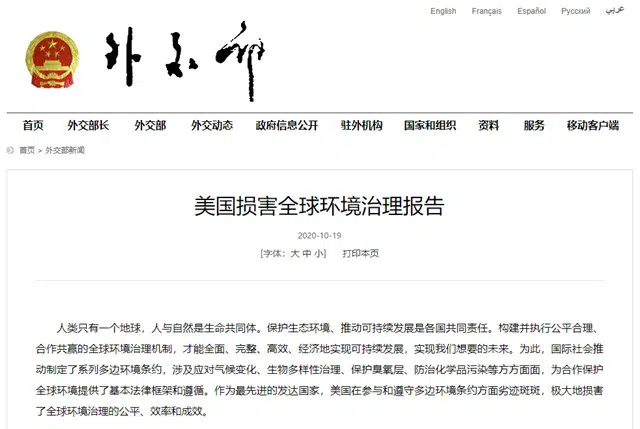 English Français Español Русский عربي
外交部
首页 外交部长 外交部 外交动态 政府信息公开 驻外机构 国家和组织 资料 服务 移动客户端
首页 > 外交部新闻
美国损害全球环境治理报告
2020-10-19
[字体：大 中 小] 打印本页
人类只有一个地球，人与自然是生命共同体。保护生态环境、推动可持续发展是各国共同责任。构建并执行公平合理、
合作共赢的全球环境治理机制，才能全面、完整、高效、经济地实现可持续发展，实现我们想要的未来。为此，国际社会推
动制定了系列多边环境条约，涉及应对气候变化、生物多样性治理、保护臭氧层、防治化学品污染等方方面面，为合作保护
全球环境提供了基本法律框架和遵循。作为最先进的发达国家，美国在参与和遵守多边环境条约方面劣迹斑斑，极大地损害
了全球环境治理的公平、效率和成效。